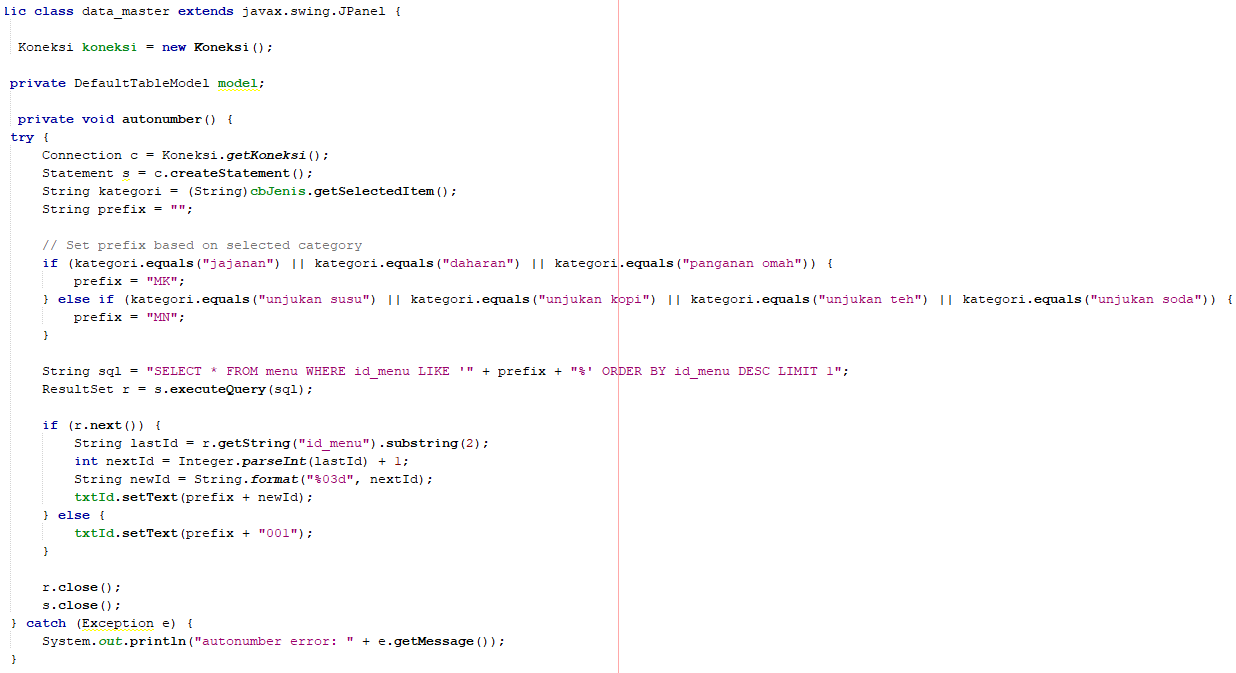 lic class data_master extends javax.swing.JPanel {
Koneksi koneksi = new Koneksi();
private DefaultTableModel model;
private void autonumber() {
try {
Connection c = Koneksi.getKoneksi();
Statement s = c.createStatement();
String kategori = (String)cbJenis.getSelectedItem();
String prefix = "";
// Set prefix based on selected category
if (kategori.equals("jajanan") || kategori.equals("daharan") || kategori.equals("panganan omah")) {
prefix = "MK";
} else if (kategori.equals("unjukan susu") || kategori.equals("unjukan kopi") || kategori.equals("unjukan teh") || kategori.equals("unjukan soda")) {
prefix = "MN";
}
String sql = "SELECT * FROM menu WHERE id_menu LIKE '" + prefix + "%' ORDER BY id_menu DESC LIMIT 1";
ResultSet r = s.executeQuery(sql);
if (r.next()) {
String lastId = r.getString("id_menu").substring(2);
int nextId = Integer.parseInt(lastId) + 1;
String newId = String.format("%03d", nextId);
txtId.setText(prefix + newId);
} else {
txtId.setText(prefix + "001");
}
r.close();
s.close();
} catch (Exception e) {
System.out.println("autonumber error: " + e.getMessage());
}